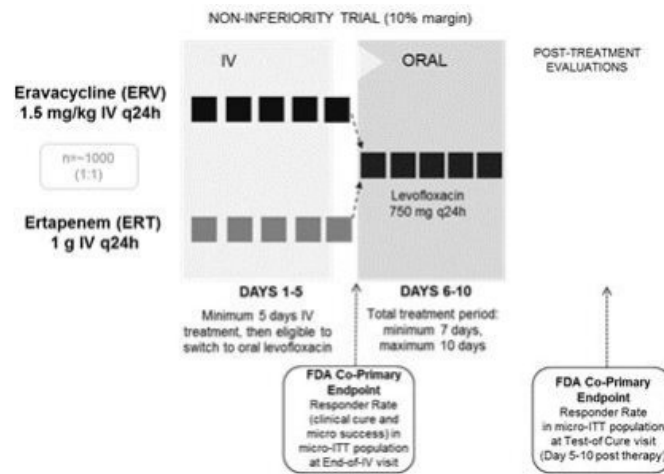 NON-INFERIORITY TRIAL (10% margin)
IV
ORAL
POST-TREATMENT
EVALUATIONS
Eravacycline (ERV)
1.5 mg/kg IV q24h
n=~1000
(1:1)
Levofloxacin
750 mg q24h
Ertapenem (ERT)
1 g IV q24h
DAYS 1-5
Minimum 5 days IV
treatment, then eligible to
switch to oral levofloxacin
DAYS 6-10
Total treatment period:
minimum 7 days,
maximum 10 days
FDA Co-Primary
Endpoint
Responder Rate
(clinical cure and
micro success) in
micro-ITT population
at End-of-IV visit
FDA Co-Primary
Endpoint
Responder Rate
in micro-ITT population
at Test-of Cure visit
(Day 5-10 post therapy)